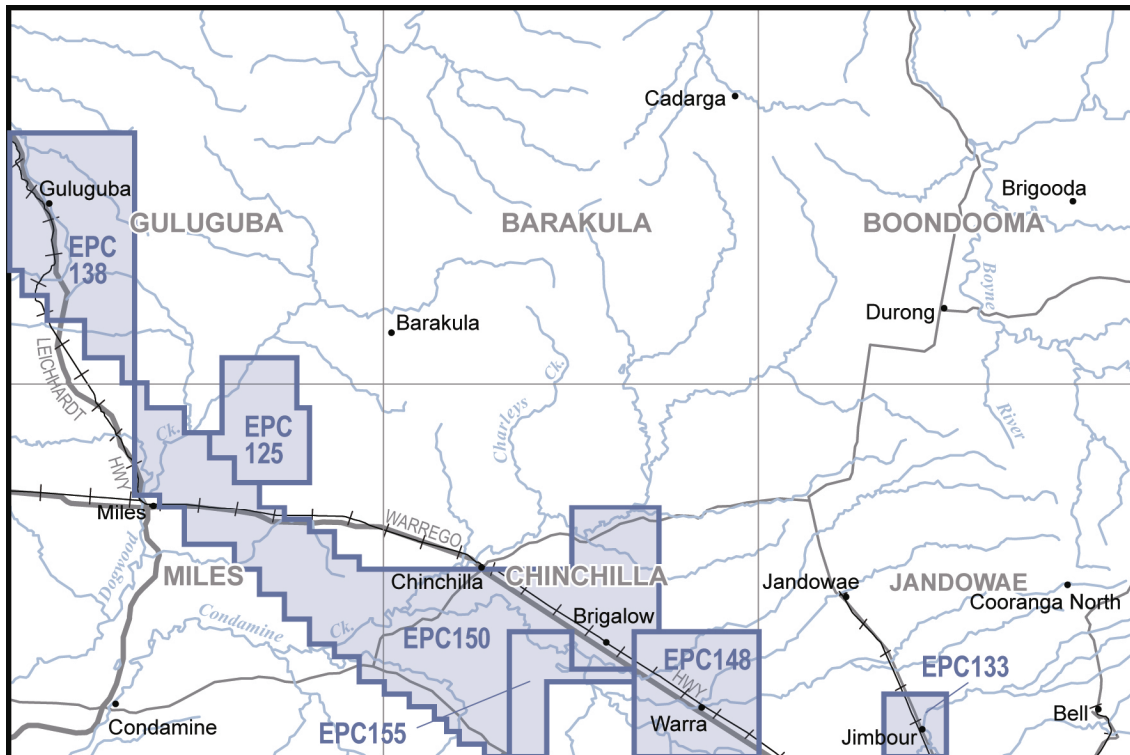 Cadarga
Guluguba
Brigooda
GULUGUBA
BARAKULA
BOONDOOMA
EPC
138
Boyne
Durong
Barakula
LEICHHARDT
HWY
Ck.
Charleys
Ck.
EPC
125
River
Miles
WARREGO
Dogwood
MILES
Chinchilla
CHINCHILLA
Jandowae
JANDOWAE
Cooranga North
Condamine
Ck.
Brigalow
EPC150
EPC148
HWY
EPC133
Condamine
EPC155
Warra
Jimbour
Bell